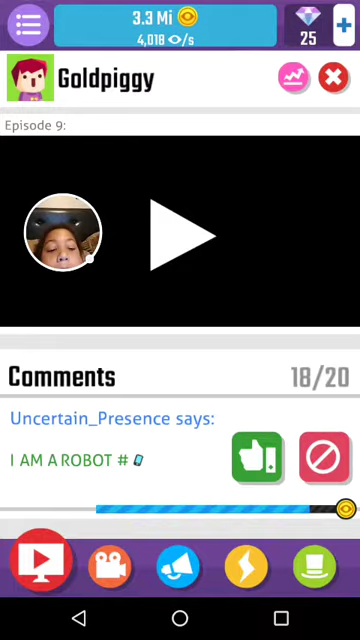 3.3 Mi
4,018 /s
25
Goldpiggy
Episode 9:
Comments 18/20
Uncertain_Presence says:
I AM A ROBOT #